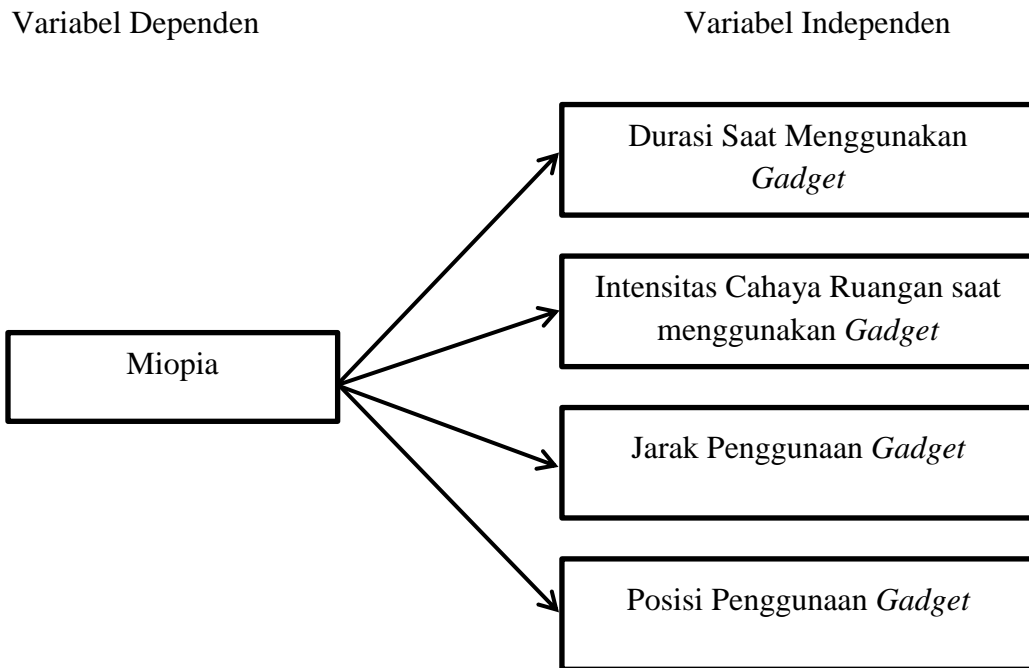 Variabel Dependen
Variabel Independen
Durasi Saat Menggunakan
Gadget
Intensitas Cahaya Ruangan saat
menggunakan Gadget
Miopia
Jarak Penggunaan Gadget
Posisi Penggunaan Gadget